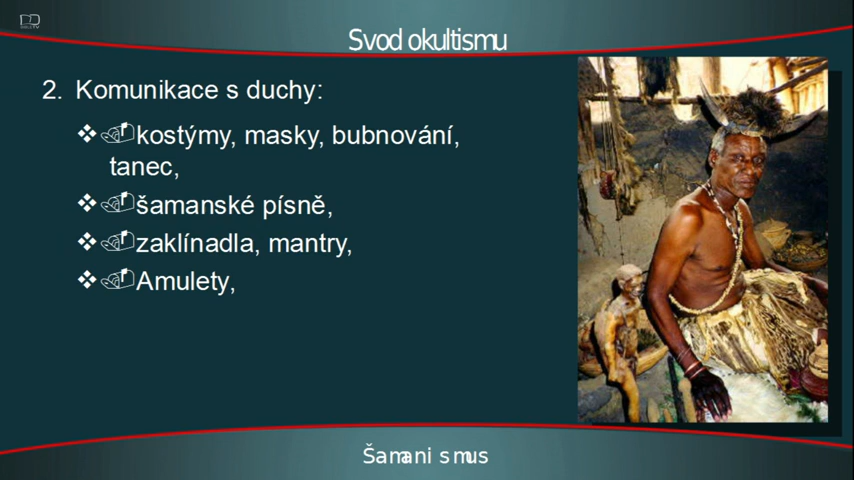 Svod okultismu
2. Komunikace s duchy:
❖ kostýmy, masky, bubnování,
tanec,
❖ šamanské písně,
❖ zaklínadla, mantry,
❖ Amulety,
Šamanismus